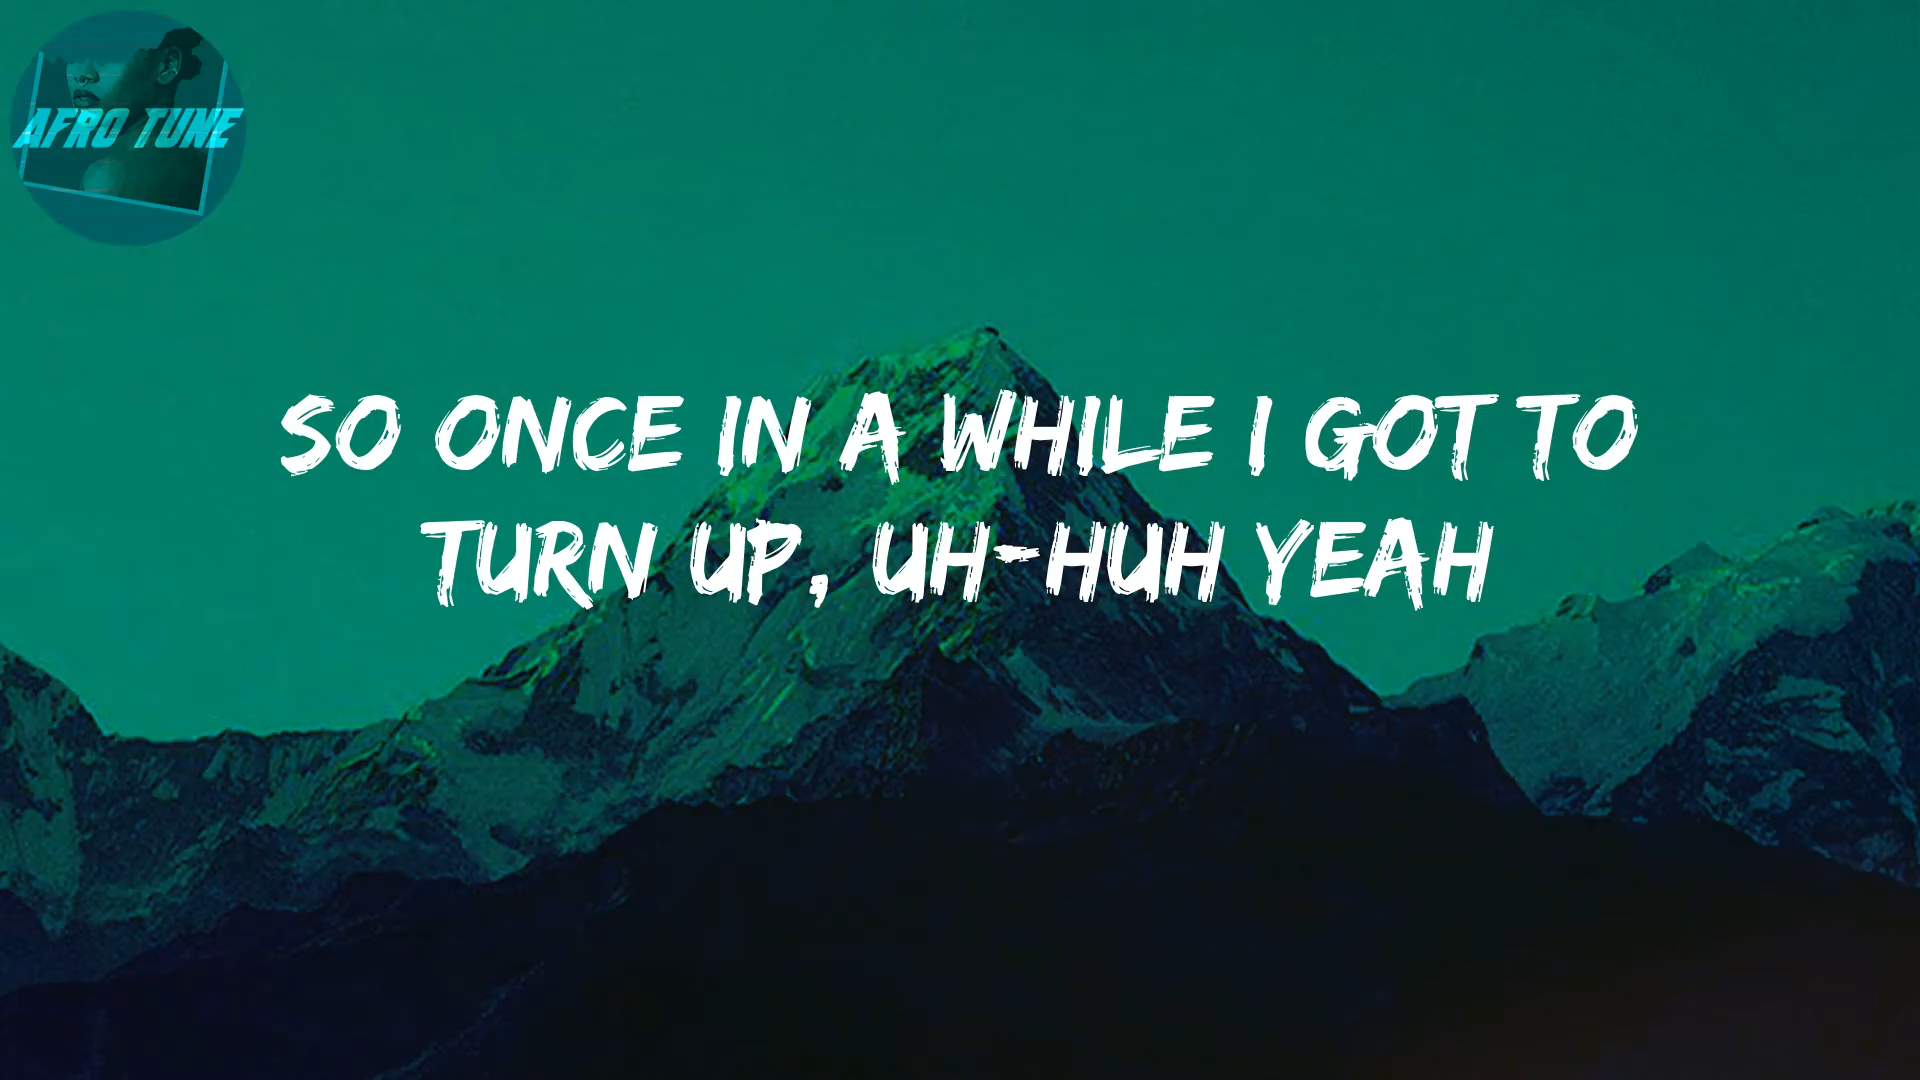 AFRO TUNE
SO ONCE IN A WHILE I GOT TO
TURN UP, UH-HUH YEAH